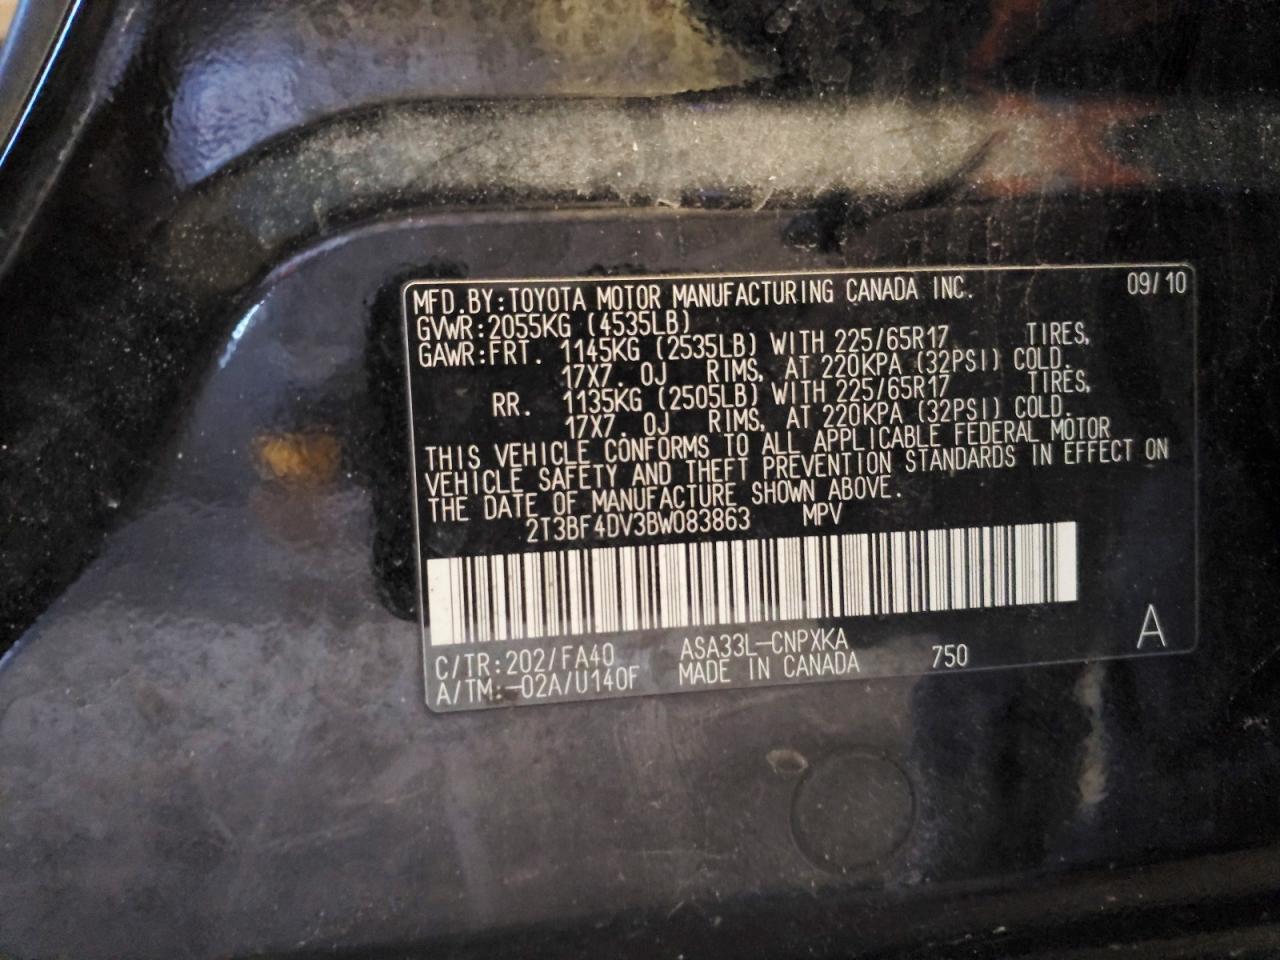 MFD.BY:TOYOTA MOTOR MANUFACTURING CANADA INC. 09/10
GVWR:2055KG (4535LB)
GAWR:FRT. 1145KG (2535LB) WITH 225/65R17 TIRES,
17X7. 0J RIMS, AT 220KPA (32PSI) COLD.
RR. 1135KG (2505LB) WITH 225/65R17 TIRES,
17X7. 0J RIMS, AT 220KPA (32PSI) COLD.
THIS VEHICLE CONFORMS TO ALL APPLICABLE FEDERAL MOTOR
VEHICLE SAFETY AND THEFT PREVENTION STANDARDS IN EFFECT ON
THE DATE OF MANUFACTURE SHOWN ABOVE.
2T3BF4DV3BW083863 MPV
C/TR:202/FA40 ASA33L-CNPXKA
A/TM:-02A/U140F MADE IN CANADA 750 A